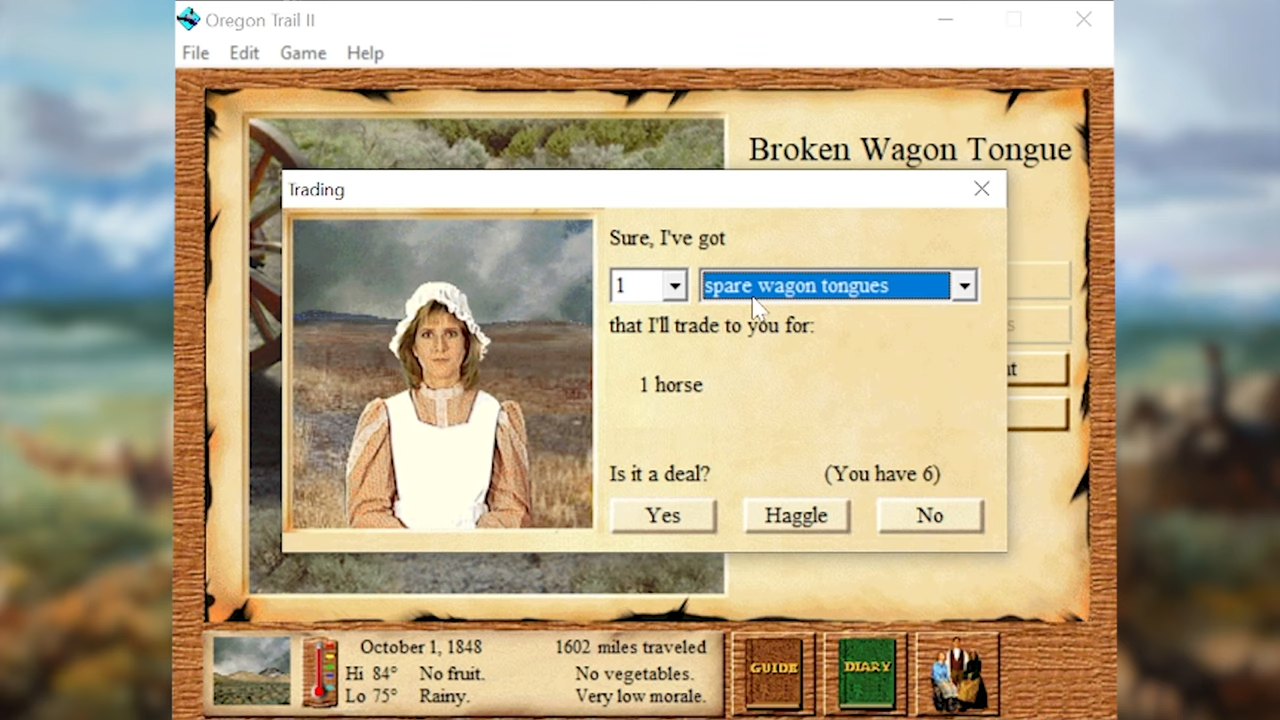 Oregon Trail II
File Edit Game Help
Broken Wagon Tongue
Trading
Sure, I've got
1 spare wagon tongues
that I'll trade to you for:
1 horse
Is it a deal? (You have 6)
Yes Haggle No
October 1, 1848 1602 miles traveled
Hi 84° No fruit. No vegetables.
Lo 75° Rainy. Very low morale.
GUIDE DIARY